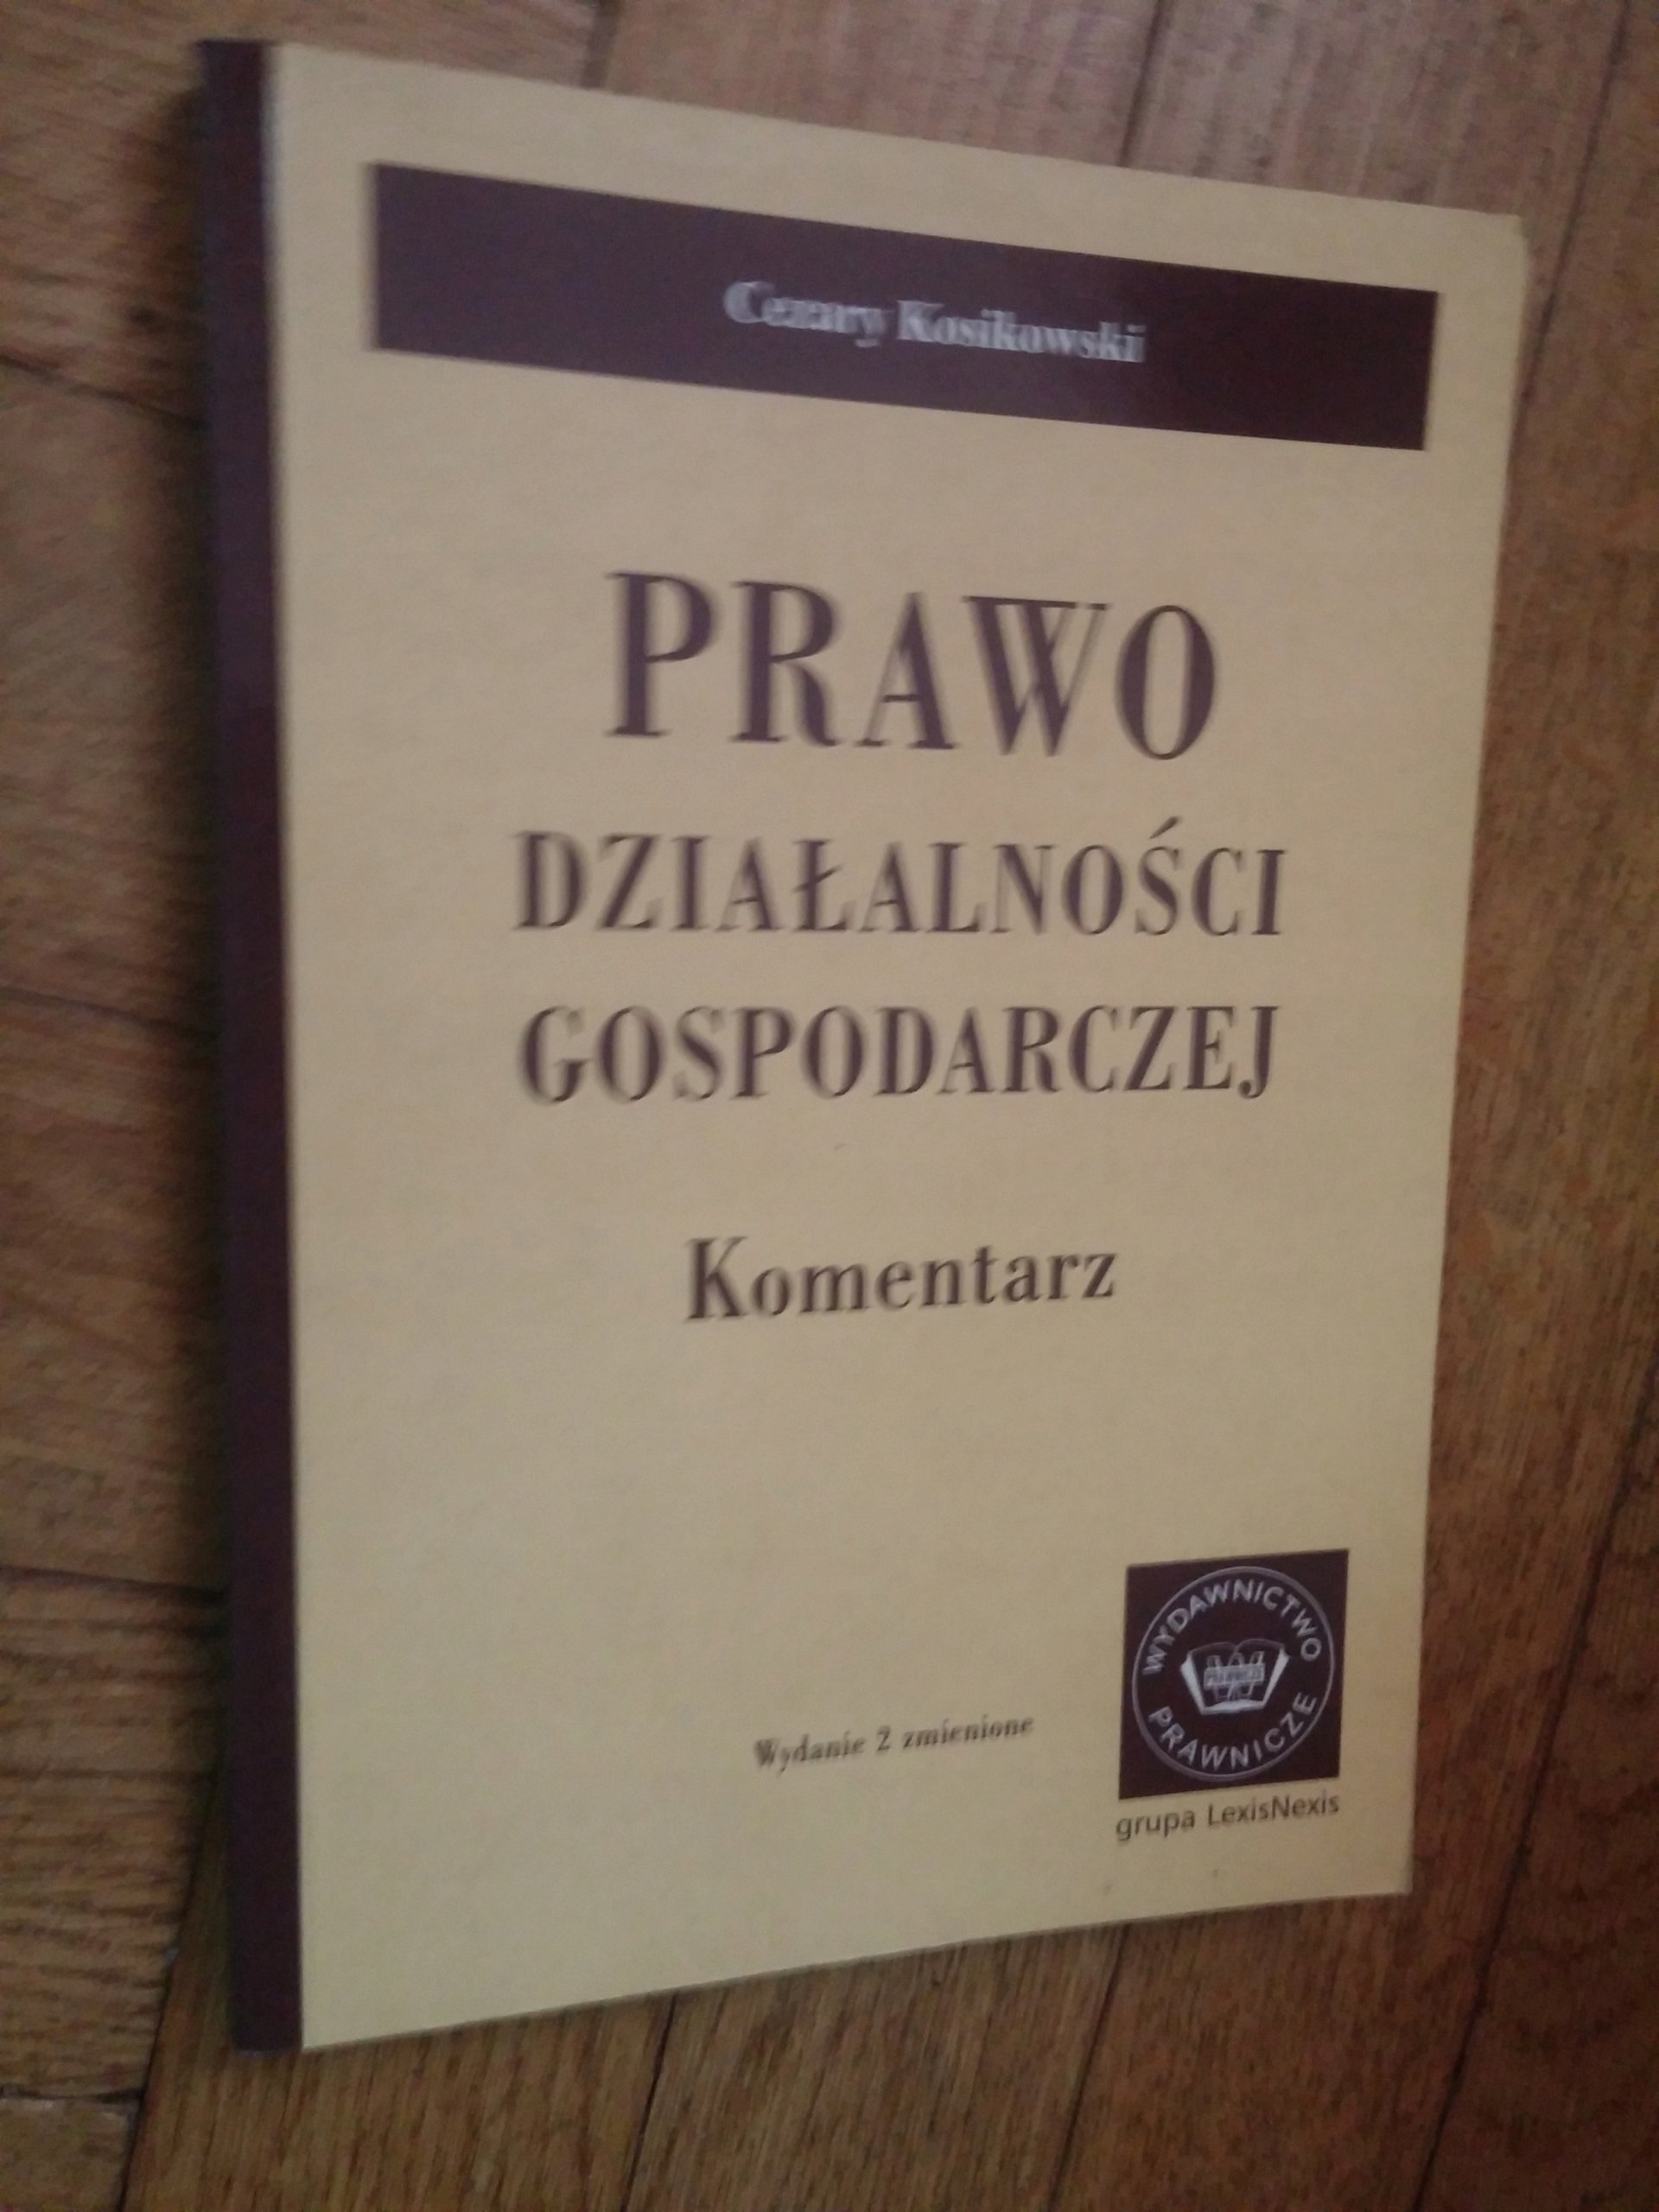 Cezary Kosikowski
PRAWO
DZIAŁALNOŚCI
GOSPODARCZEJ
Komentarz
Wydanie 2 zmienione
WYDAWNICTWO
PRAWNICZE
grupa LexisNexis